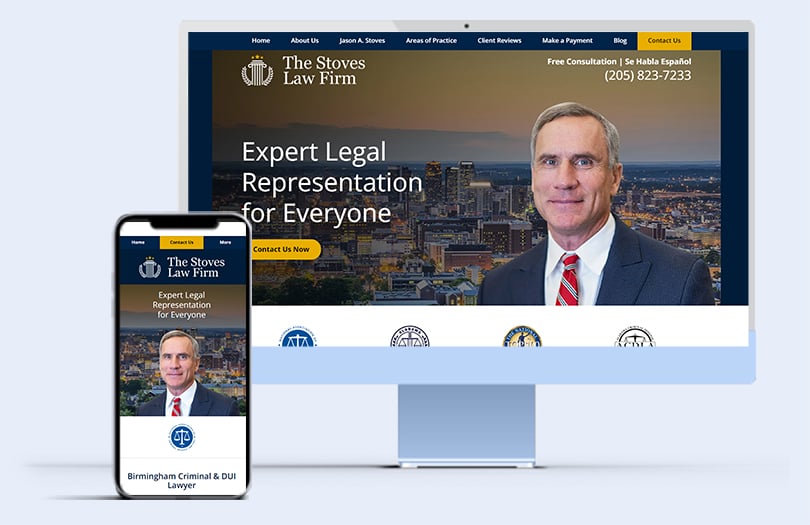 Home About Us Jason A. Stoves Areas of Practice Client Reviews Make a Payment Blog Contact Us
The Stoves
Law Firm
Free Consultation | Se Habla Español
(205) 823-7233
Expert Legal
Representation
for Everyone
Contact Us Now
Home Contact Us More
The Stoves
Law Firm
Expert Legal
Representation
for Everyone
Birmingham Criminal & DUI
Lawyer